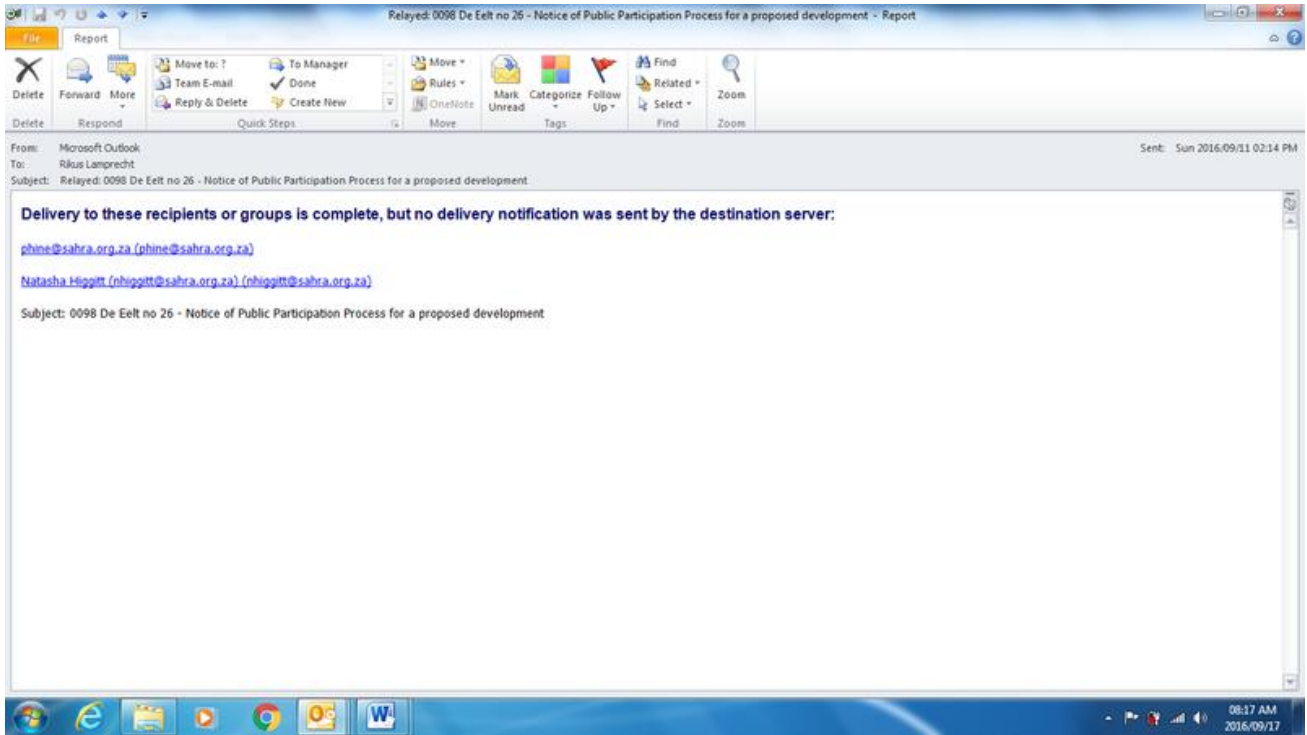 Relayed: 0098 De Eelt no 26 - Notice of Public Participation Process for a proposed development - Report
File Report
Move to: ? To Manager Move Find
Team E-mail Done Rules Related
Delete Forward More Reply & Delete Create New OneNote Mark Unread Categorize Follow Up Select Zoom
Delete Respond Quick Steps Move Tags Find Zoom
From: Microsoft Outlook Sent: Sun 2016/09/11 02:14 PM
To: Rikus Lamprecht
Subject: Relayed: 0098 De Eelt no 26 - Notice of Public Participation Process for a proposed development
Delivery to these recipients or groups is complete, but no delivery notification was sent by the destination server:
phine@sahra.org.za (phine@sahra.org.za)
Natasha Higgitt (nhiggitt@sahra.org.za) (nhiggitt@sahra.org.za)
Subject: 0098 De Eelt no 26 - Notice of Public Participation Process for a proposed development
08:17 AM
2016/09/17